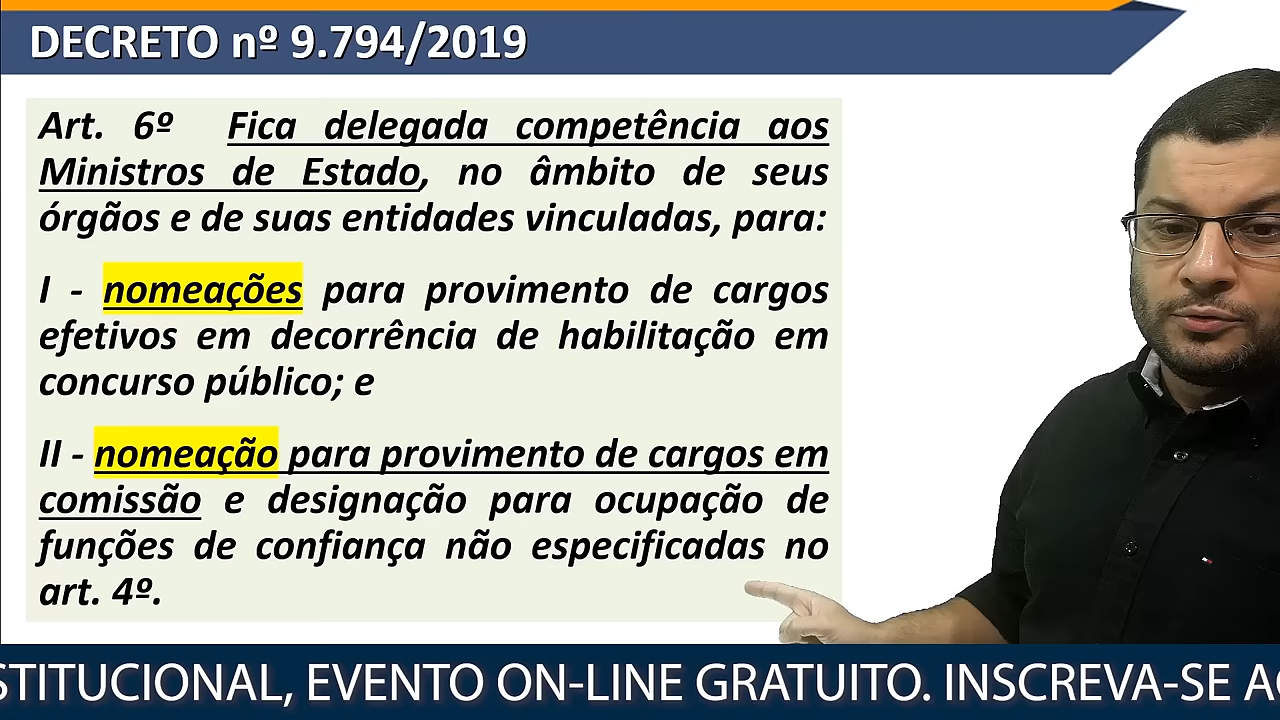 DECRETO nº 9.794/2019
Art. 6º Fica delegada competência aos
Ministros de Estado, no âmbito de seus
órgãos e de suas entidades vinculadas, para:
I - nomeações para provimento de cargos
efetivos em decorrência de habilitação em
concurso público; e
II - nomeação para provimento de cargos em
comissão e designação para ocupação de
funções de confiança não especificadas no
art. 4º.
STITUCIONAL, EVENTO ON-LINE GRATUITO. INSCREVA-SE